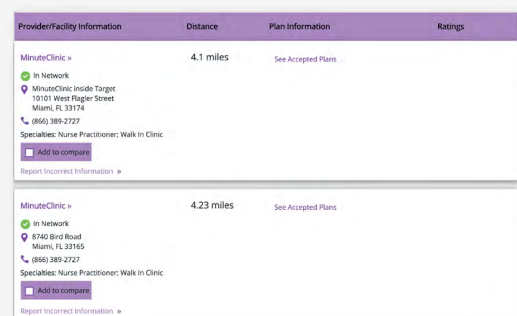 Provider/Facility Information Distance Plan Information Ratings
MinuteClinic » 4.1 miles See Accepted Plans
In Network
MinuteClinic inside Target
10101 West Flagler Street
Miami, FL 33174
(866) 389-2727
Specialties: Nurse Practitioner; Walk In Clinic
Add to compare
Report Incorrect Information »
MinuteClinic » 4.23 miles See Accepted Plans
In Network
8740 Bird Road
Miami, FL 33165
(866) 389-2727
Specialties: Nurse Practitioner; Walk In Clinic
Add to compare
Report Incorrect Information »